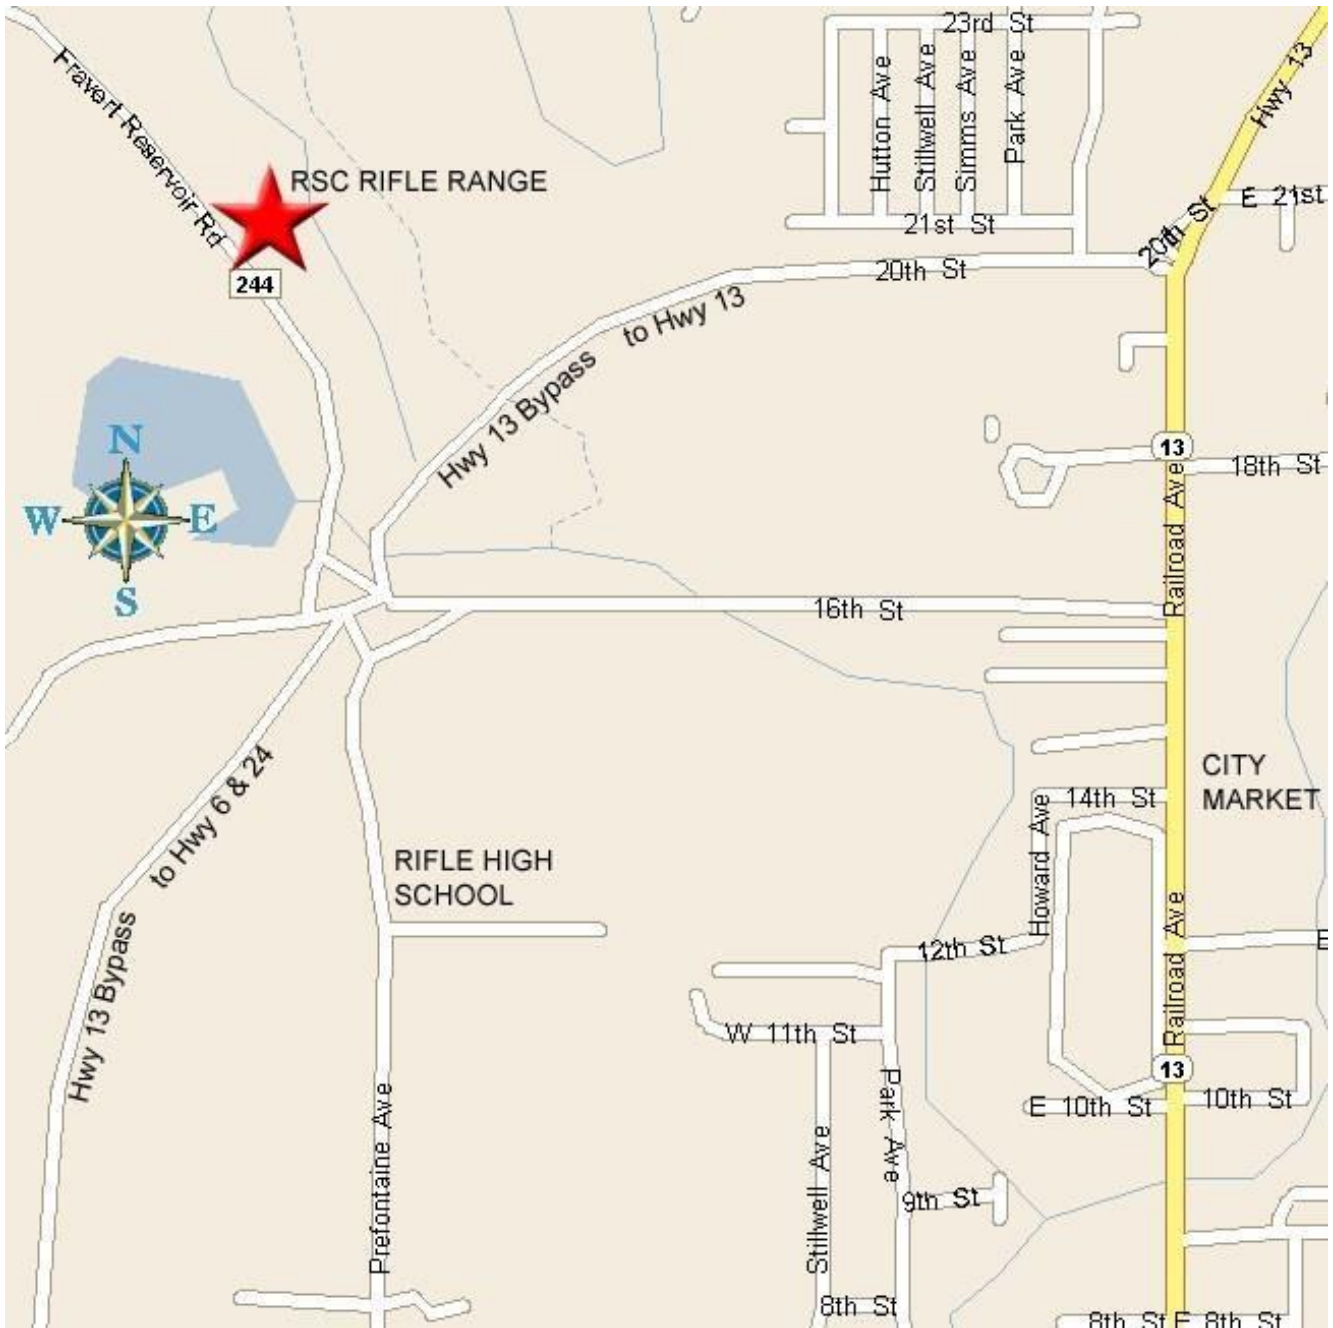 23rd St
Hwy 13
Fravert Reservoir Rd
Hutton Ave
Stillwell Ave
Simms Ave
Park Ave
RSC RIFLE RANGE
E 21st
21st St
20th St
20th St
244
to Hwy 13
Hwy 13 Bypass
N
W
E
S
13
18th St
Railroad Ave
16th St
CITY
MARKET
to Hwy 6 & 24
14th St
Howard Ave
RIFLE HIGH
SCHOOL
Hwy 13 Bypass
12th St
Railroad Ave
E
W 11th St
13
Park Ave
E 10th St
10th St
Prefontaine Ave
Stillwell Ave
9th St
8th St
8th St
E 8th St